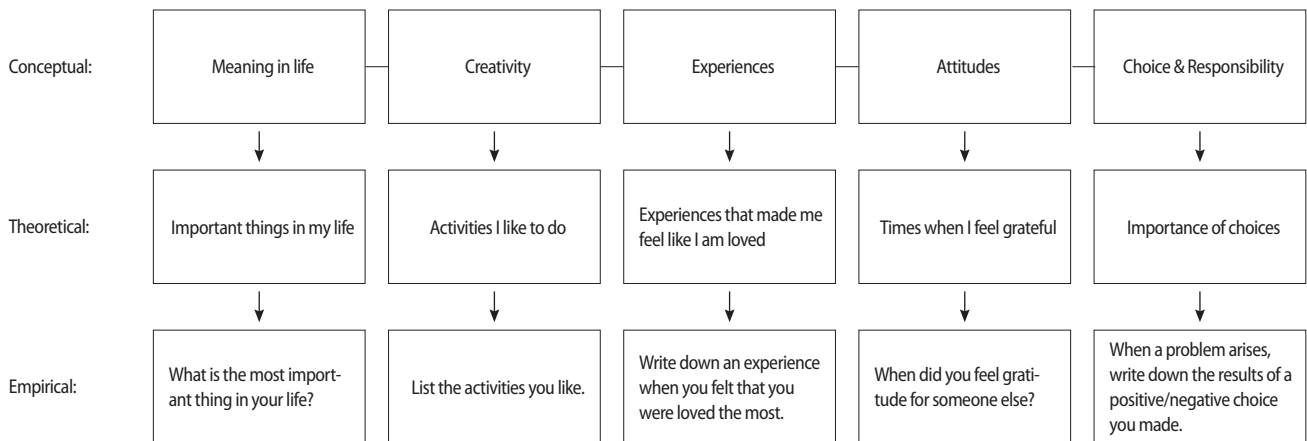 Conceptual:
Meaning in life
Creativity
Experiences
Attitudes
Choice & Responsibility
Theoretical:
Important things in my life
Activities I like to do
Experiences that made me
feel like I am loved
Times when I feel grateful
Importance of choices
Empirical:
What is the most import-
ant thing in your life?
List the activities you like.
Write down an experience
when you felt that you
were loved the most.
When did you feel grati-
tude for someone else?
When a problem arises,
write down the results of a
positive/negative choice
you made.